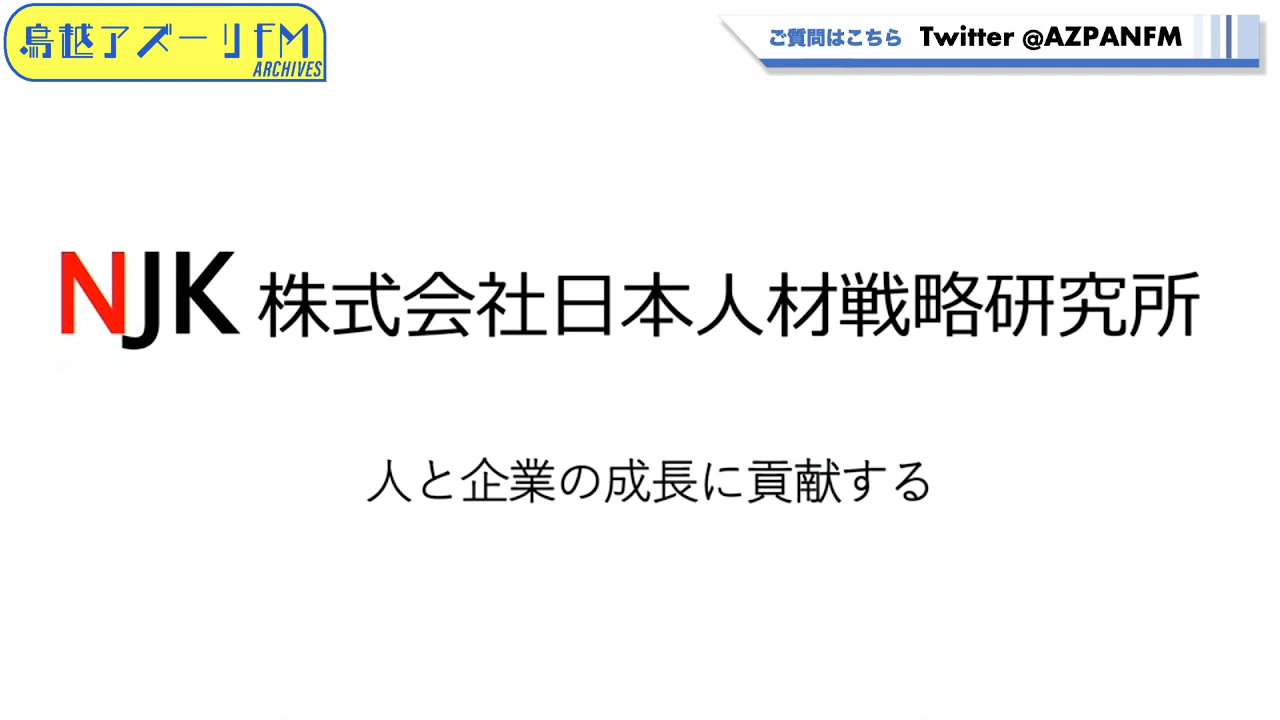 鳥越アズーリFM
ARCHIVES
ご質問はこちら Twitter @AZPANFM
NJK 株式会社日本人材戦略研究所
人と企業の成長に貢献する